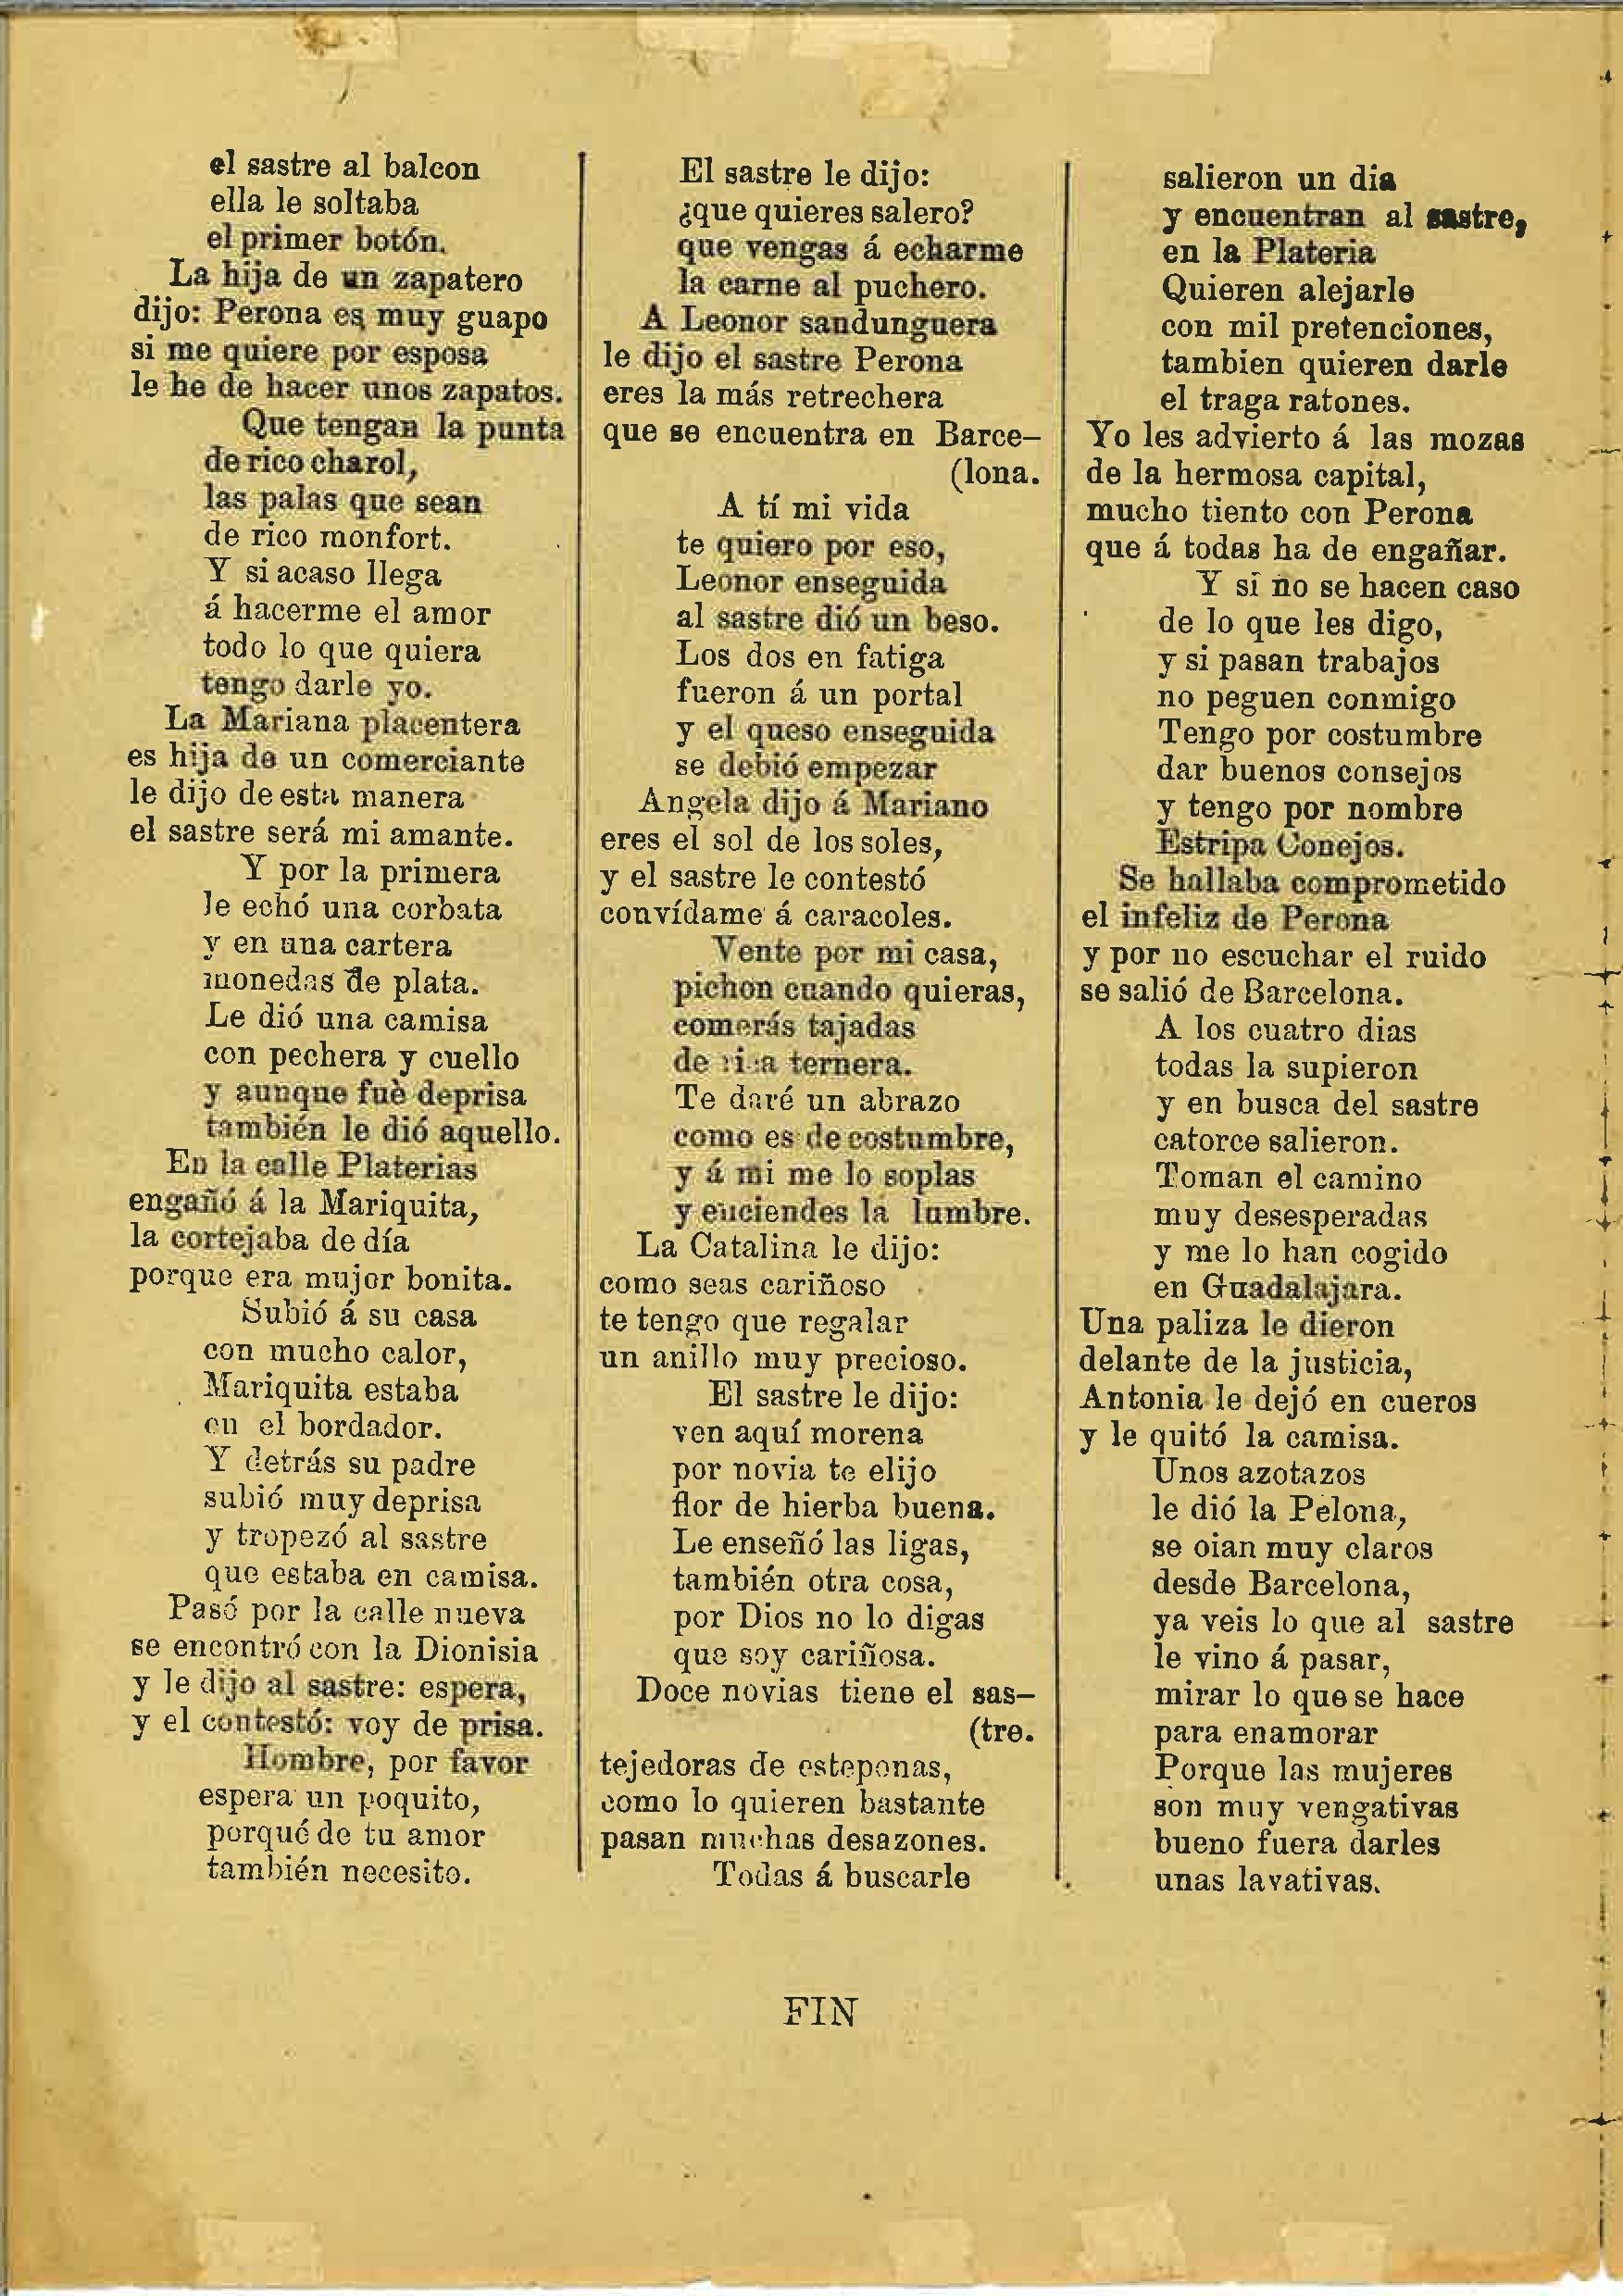 el sastre al balcon
ella le soltaba
el primer botón.
La hija de un zapatero
dijo: Perona es muy guapo
si me quiere por esposa
le he de hacer unos zapatos.
Que tengan la punta
de rico charol,
las palas que sean
de rico monfort.
Y si acaso llega
á hacerme el amor
todo lo que quiera
tengo darle yo.
La Mariana placentera
es hija de un comerciante
le dijo de esta manera
el sastre será mi amante.
Y por la primera
le echó una corbata
y en una cartera
monedas de plata.
Le dió una camisa
con pechera y cuello
y aunque fuè deprisa
también le dió aquello.
En la calle Platerias
engañó á la Mariquita,
la cortejaba de día
porque era mujor bonita.
Subió á su casa
con mucho calor,
Mariquita estaba
en el bordador.
Y detrás su padre
subió muy deprisa
y tropezó al sastre
que estaba en camisa.
Pasó por la calle nueva
se encontró con la Dionisia
y le dijo al sastre: espera,
y el contestó: voy de prisa.
Hombre, por favor
espera un poquito,
porqué de tu amor
también necesito.
El sastre le dijo:
¿que quieres salero?
que vengas á echarme
la carne al puchero.
A Leonor sandunguera
le dijo el sastre Perona
eres la más retrechera
que se encuentra en Barce-
(lona.
A tí mi vida
te quiero por eso,
Leonor enseguida
al sastre dió un beso.
Los dos en fatiga
fueron á un portal
y el queso enseguida
se debió empezar
Angela dijo á Mariano
eres el sol de los soles,
y el sastre le contestó
convídame á caracoles.
Vente por mi casa,
pichon cuando quieras,
comerás tajadas
de rica ternera.
Te daré un abrazo
como es de costumbre,
y á mi me lo soplas
y enciendes la lumbre.
La Catalina le dijo:
como seas cariñoso
te tengo que regalar
un anillo muy precioso.
El sastre le dijo:
ven aquí morena
por novia te elijo
flor de hierba buena.
Le enseñó las ligas,
también otra cosa,
por Dios no lo digas
que soy cariñosa.
Doce novias tiene el sas-
(tre.
tejedoras de esteponas,
como lo quieren bastante
pasan muchas desazones.
Todas á buscarle
salieron un dia
y encuentran al sastre,
en la Plateria
Quieren alejarle
con mil pretenciones,
tambien quieren darle
el traga ratones.
Yo les advierto á las mozas
de la hermosa capital,
mucho tiento con Perona
que á todas ha de engañar.
Y si no se hacen caso
de lo que les digo,
y si pasan trabajos
no peguen conmigo
Tengo por costumbre
dar buenos consejos
y tengo por nombre
Estripa Conejos.
Se hallaba comprometido
el infeliz de Perona
y por no escuchar el ruido
se salió de Barcelona.
A los cuatro dias
todas la supieron
y en busca del sastre
catorce salieron.
Toman el camino
muy desesperadas
y me lo han cogido
en Guadalajara.
Una paliza le dieron
delante de la justicia,
Antonia le dejó en cueros
y le quitó la camisa.
Unos azotazos
le dió la Pelona,
se oian muy claros
desde Barcelona,
ya veis lo que al sastre
le vino á pasar,
mirar lo que se hace
para enamorar
Porque las mujeres
son muy vengativas
bueno fuera darles
unas lavativas.
FIN